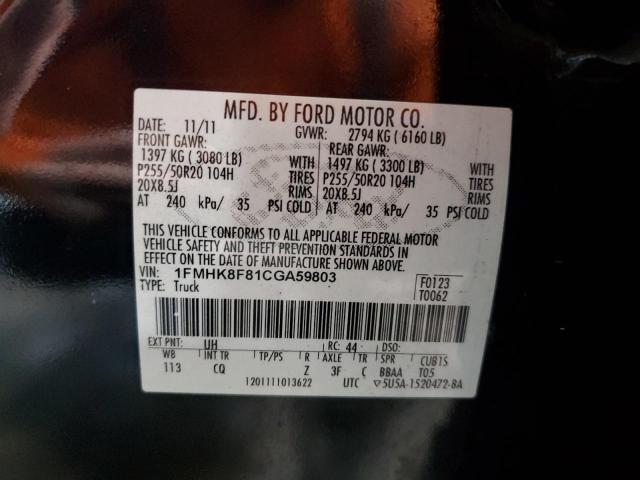 MFD. BY FORD MOTOR CO.
DATE: 11/11 GVWR: 2794 KG ( 6160 LB)
FRONT GAWR: REAR GAWR:
1397 KG ( 3080 LB) WITH 1497 KG ( 3300 LB) WITH
P255/50R20 104H TIRES P255/50R20 104H TIRES
20X8.5J RIMS 20X8.5J RIMS
AT 240 kPa/ 35 PSI COLD AT 240 kPa/ 35 PSI COLD
THIS VEHICLE CONFORMS TO ALL APPLICABLE FEDERAL MOTOR
VEHICLE SAFETY AND THEFT PREVENTION STANDARDS IN
EFFECT ON THE DATE OF MANUFACTURE SHOWN ABOVE.
VIN: 1FMHK8F81CGA59803
TYPE: Truck
F0123
T0062
EXT PNT: UH RC: 44 DSO:
WB INT TR TP/PS R AXLE TR SPR CUB15
113 CQ Z 3F C BBAA T05
1201111013622 UTC ▽5U5A-1520472-BA